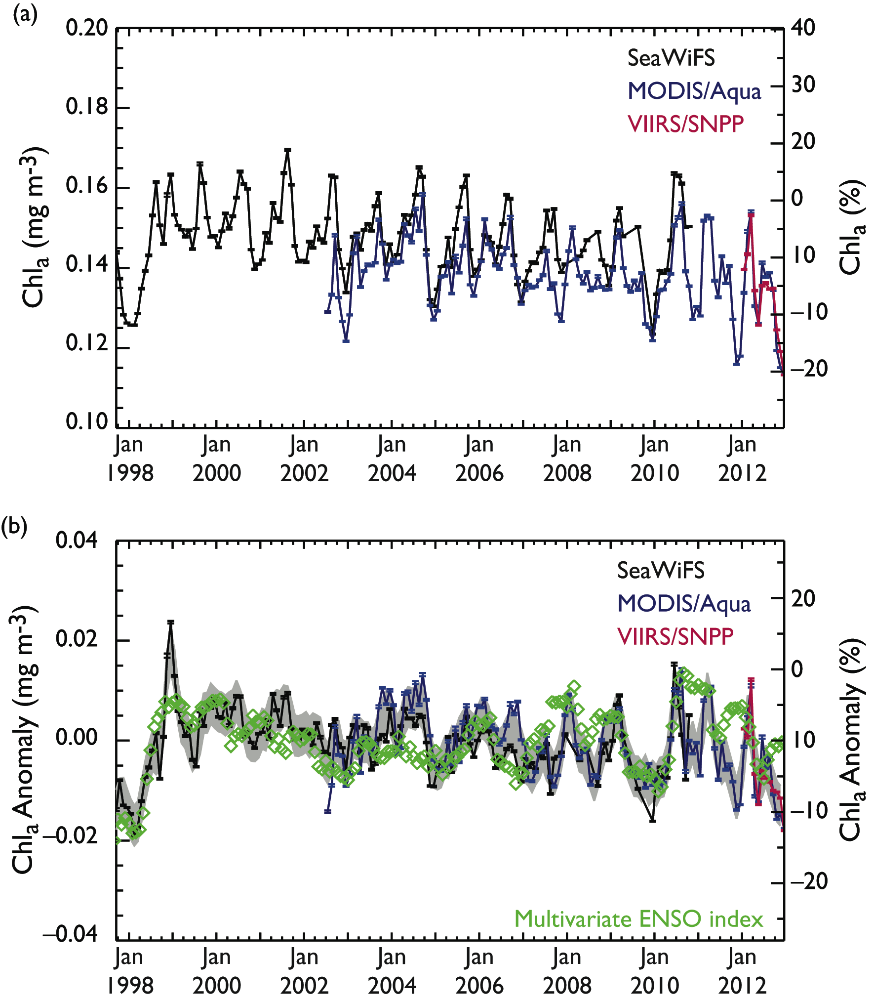 (a)
0.20
0.18
0.16
0.14
0.12
0.10
Chla (mg m-3)
40
30
20
0
10
–10
–20
Chla (%)
SeaWiFS
MODIS/Aqua
VIIRS/SNPP
Jan Jan Jan Jan Jan Jan Jan Jan
1998 2000 2002 2004 2006 2008 2010 2012
(b)
0.04
0.02
0.00
–0.02
–0.04
Chla Anomaly (mg m-3)
20
0
10
–10
–20
Chla Anomaly (%)
SeaWiFS
MODIS/Aqua
VIIRS/SNPP
Multivariate ENSO index
Jan Jan Jan Jan Jan Jan Jan Jan
1998 2000 2002 2004 2006 2008 2010 2012